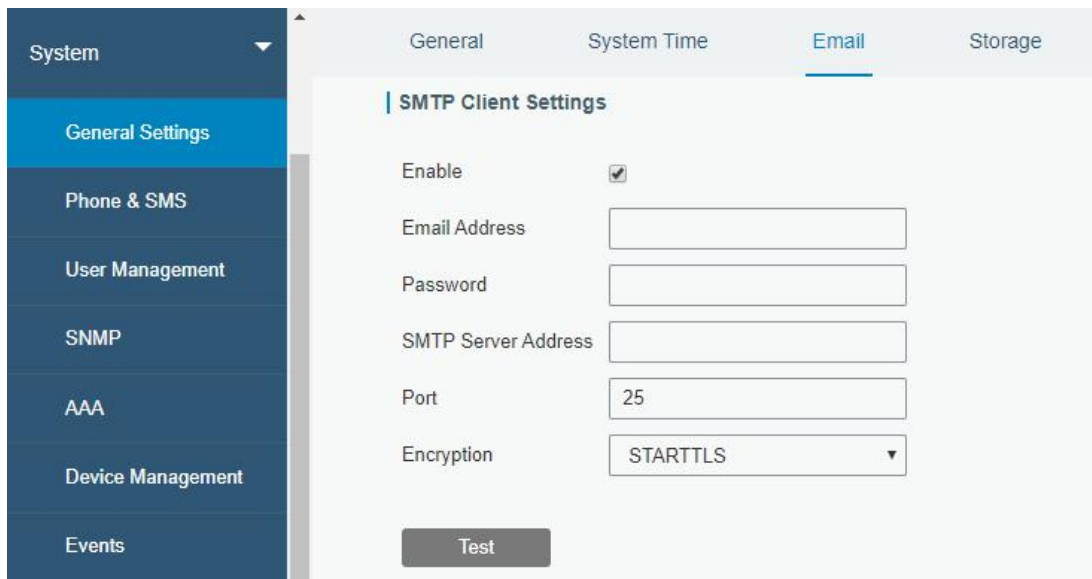 System
General Settings
Phone & SMS
User Management
SNMP
AAA
Device Management
Events
General System Time Email Storage
SMTP Client Settings
Enable
Email Address
Password
SMTP Server Address
Port 25
Encryption STARTTLS
Test